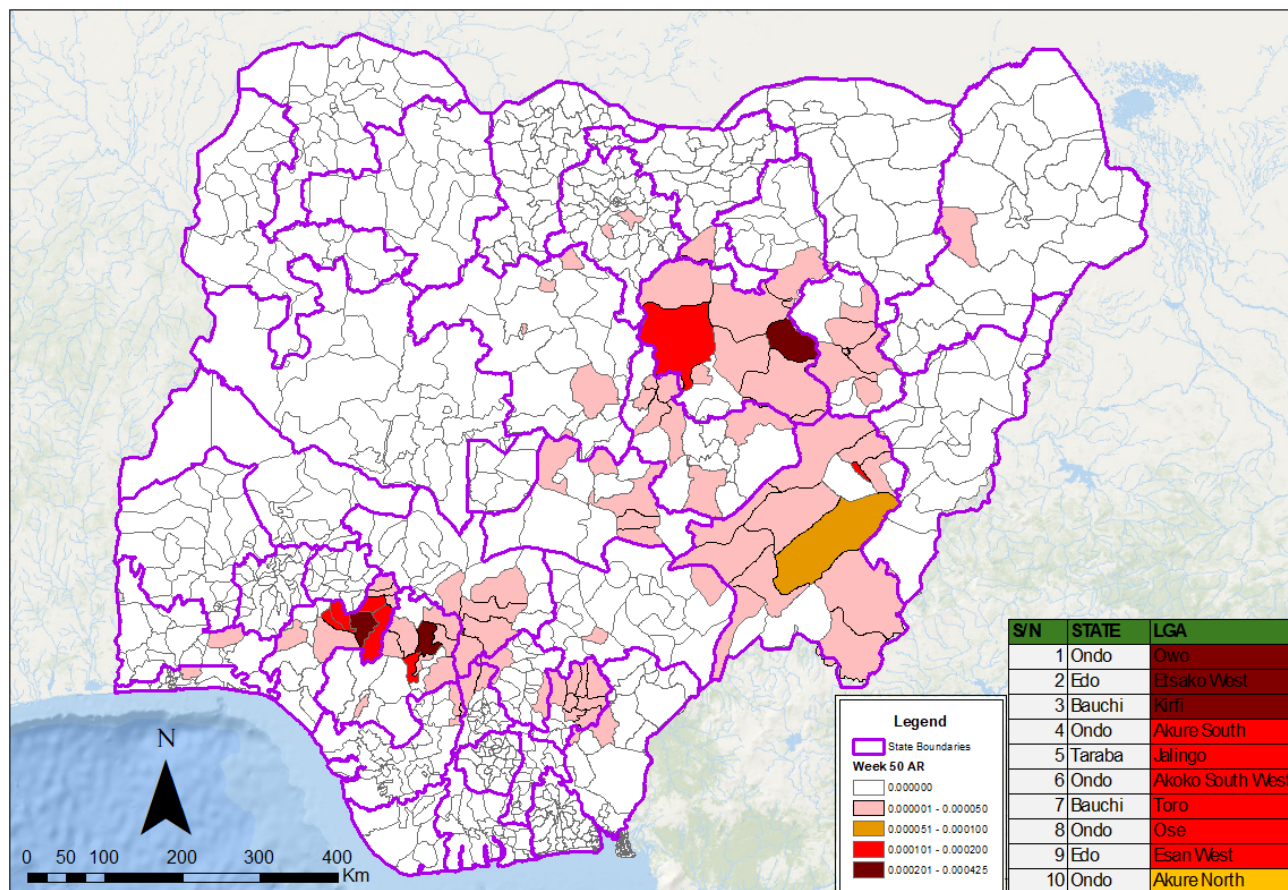 N
0 50 100 200 300 400
Km
Legend
State Boundaries
Week 50 AR
0.000000
0.000001 - 0.000050
0.000051 - 0.000100
0.000101 - 0.000200
0.000201 - 0.000425
S/N STATE LGA
1 Ondo Owo
2 Edo Etsako West
3 Bauchi Kirfi
4 Ondo Akure South
5 Taraba Jalingo
6 Ondo Akoko South West
7 Bauchi Toro
8 Ondo Ose
9 Edo Esan West
10 Ondo Akure North